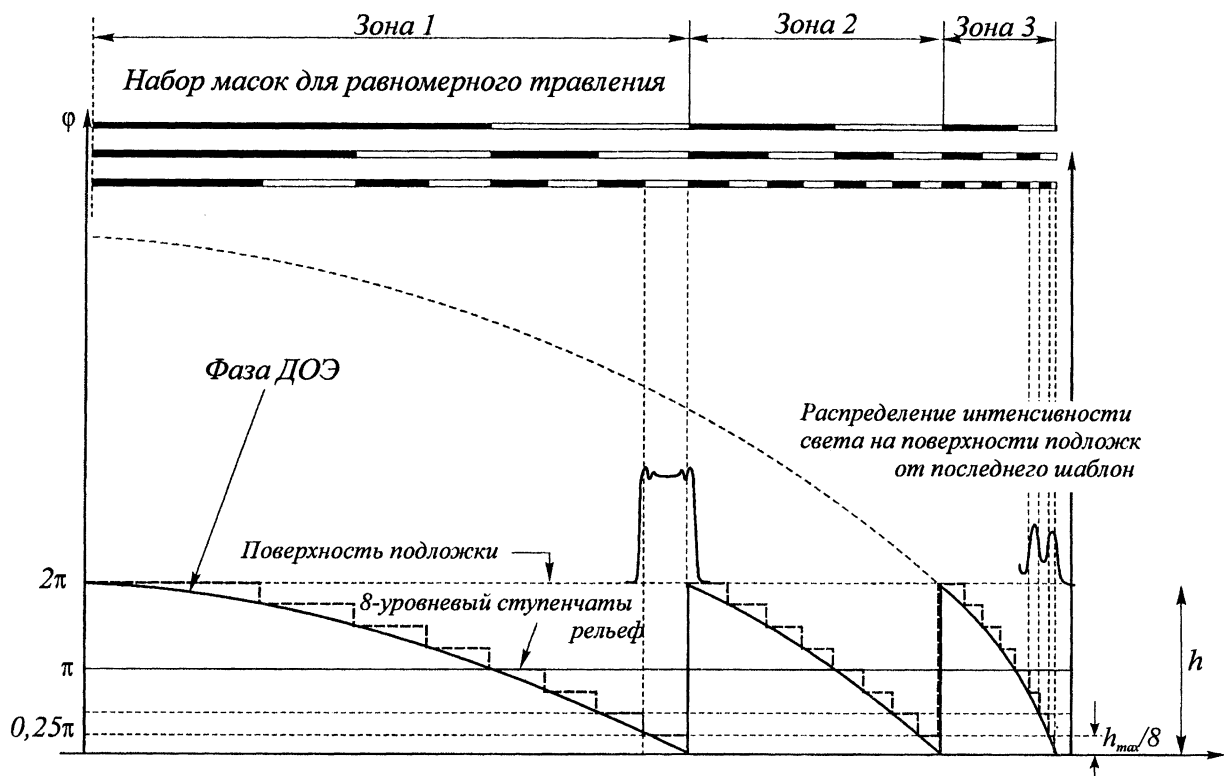 Зона 1
Зона 2
Зона 3
Набор масок для равномерного травления
φ
Фаза ДОЭ
Распределение интенсивности
света на поверхности подложк
от последнего шаблон
Поверхность подложки
2π
8-уровневый ступенчаты
рельеф
π
h
0,25π
hmax/8